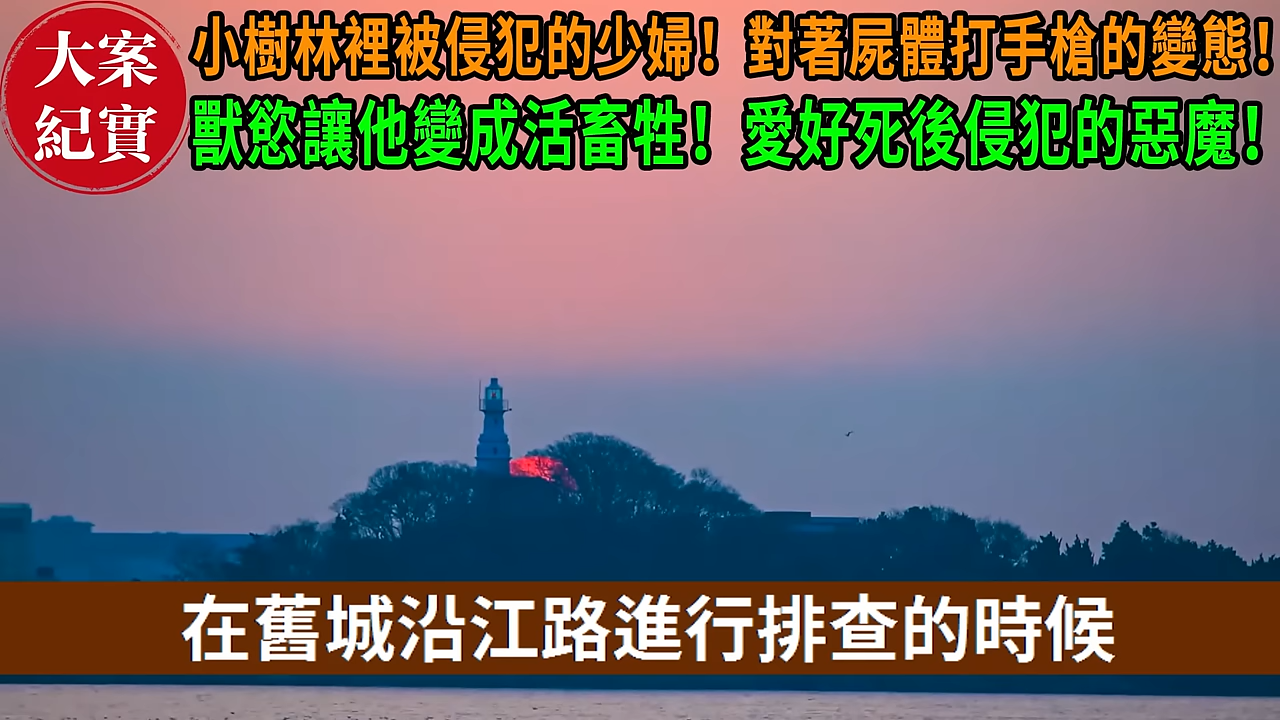 大案
紀實
小樹林裡被侵犯的少婦！對著屍體打手槍的變態！
獸慾讓他變成活畜牲！愛好死後侵犯的惡魔！
在舊城沿江路進行排查的時候